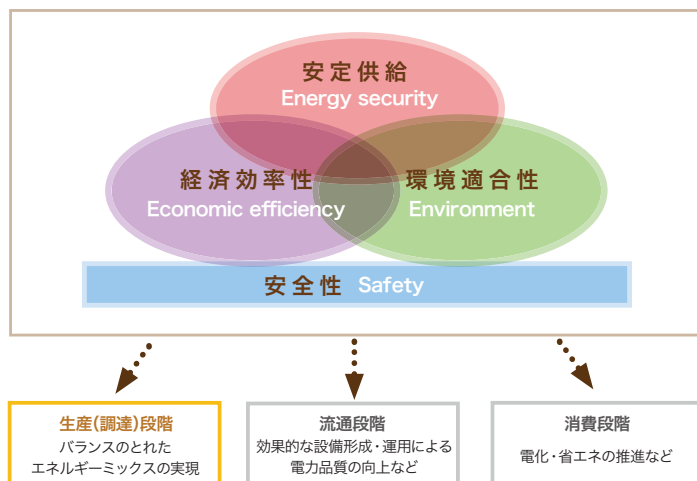 安定供給
Energy security
経済効率性
Economic efficiency
環境適合性
Environment
安全性 Safety
生産(調達)段階
バランスのとれた
エネルギーミックスの実現
流通段階
効果的な設備形成・運用による
電力品質の向上など
消費段階
電化・省エネの推進など